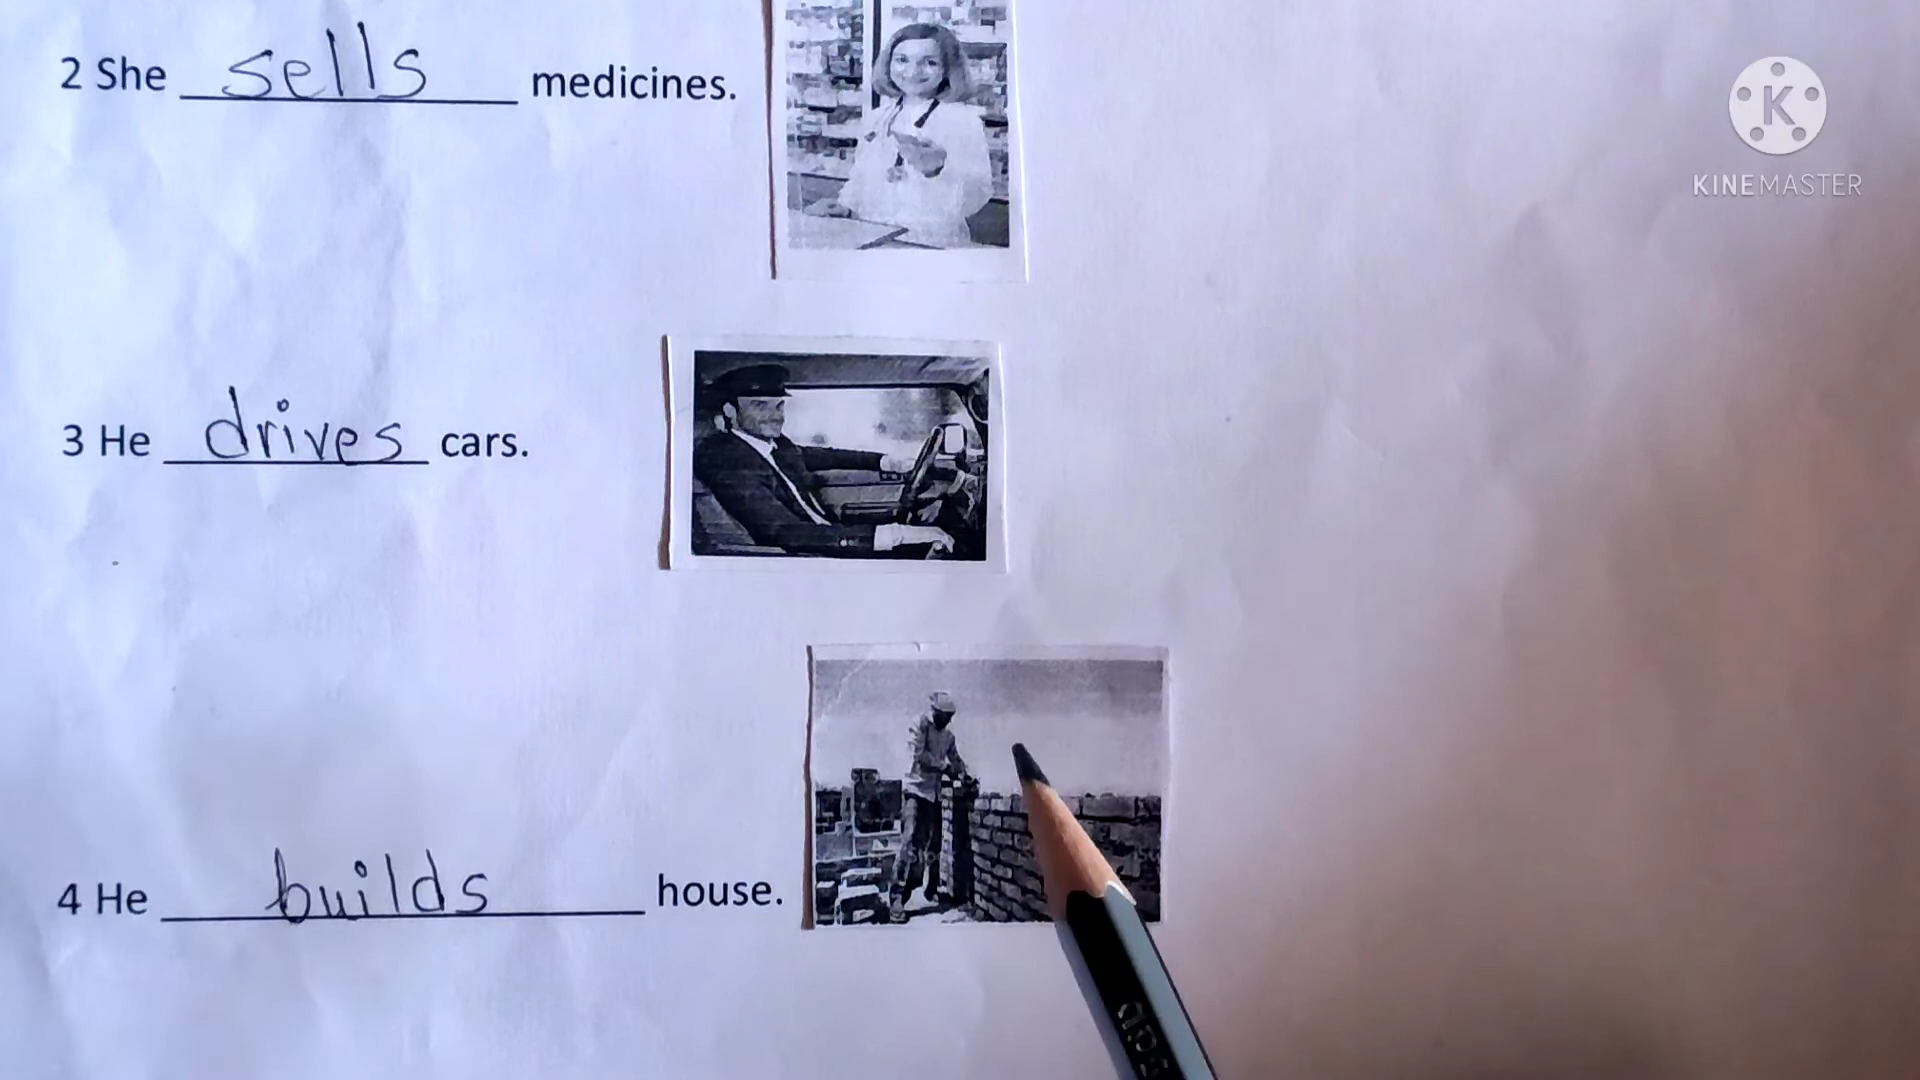 2 She sells medicines.
KINEMASTER
3 He drives cars.
4 He builds house.